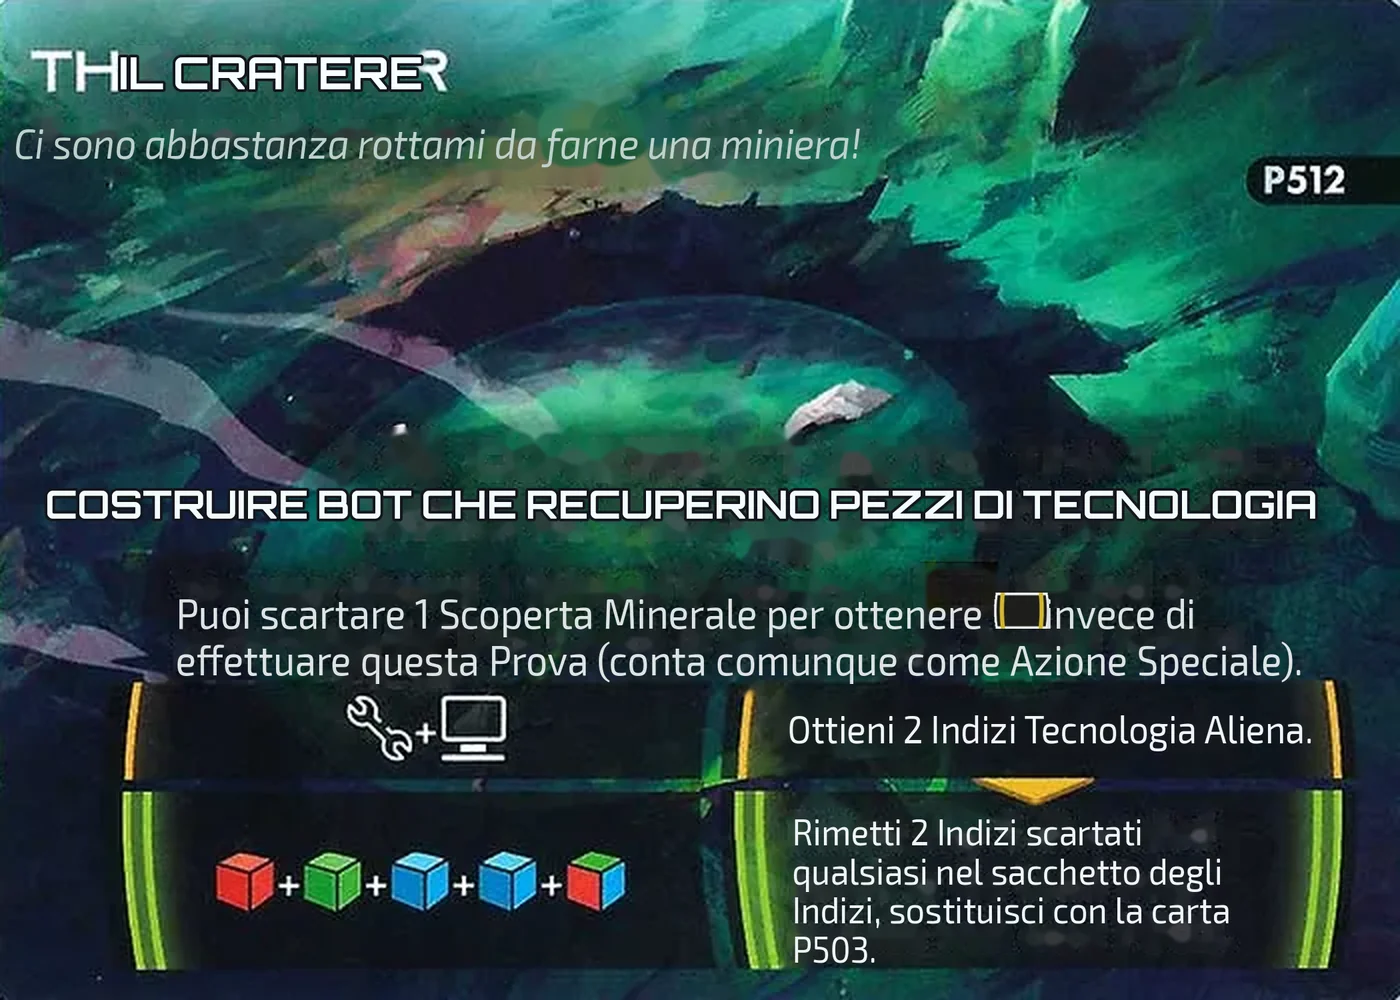 THIL CRATERER
Ci sono abbastanza rottami da farne una miniera!
P512
COSTRUIRE BOT CHE RECUPERINO PEZZI DI TECNOLOGIA
Puoi scartare 1 Scoperta Minerale per ottenere invece di
effettuare questa Prova (conta comunque come Azione Speciale).
+
Ottieni 2 Indizi Tecnologia Aliena.
+ + + +
Rimetti 2 Indizi scartati
qualsiasi nel sacchetto degli
Indizi, sostituisci con la carta
P503.